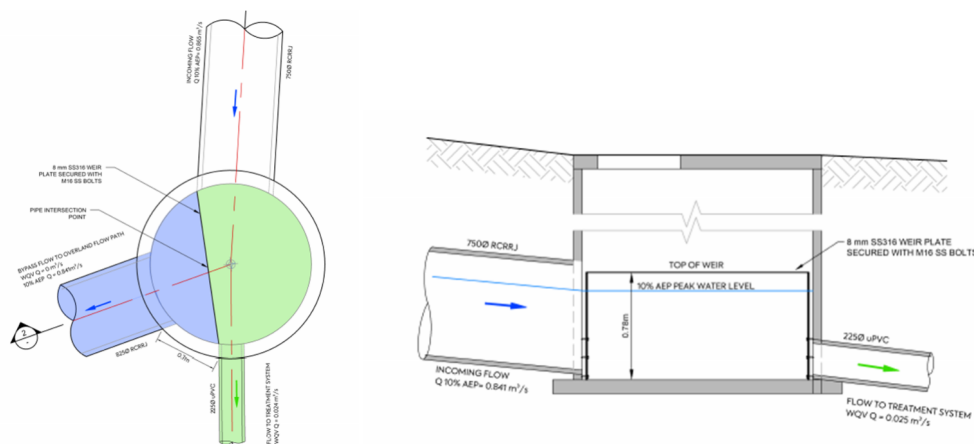 INCOMING FLOW
Q 10% AEP= 0.865 m³/s
750Ø RCRRJ
8 mm SS316 WEIR
PLATE SECURED WITH
M16 SS BOLTS
PIPE INTERSECTION
POINT
BYPASS FLOW TO OVERLAND FLOW PATH
WQV Q = 0 m³/s
10% AEP Q = 0.841m³/s
2
-
825Ø RCRRJ
0.7m
225Ø uPVC
FLOW TO TREATMENT SYSTEM
WQV Q = 0.024 m³/s
750Ø RCRRJ
8 mm SS316 WEIR PLATE
SECURED WITH M16 SS BOLTS
TOP OF WEIR
10% AEP PEAK WATER LEVEL
0.78m
225Ø uPVC
INCOMING FLOW
Q 10% AEP= 0.841 m³/s
FLOW TO TREATMENT SYSTEM
WQV Q = 0.025 m³/s